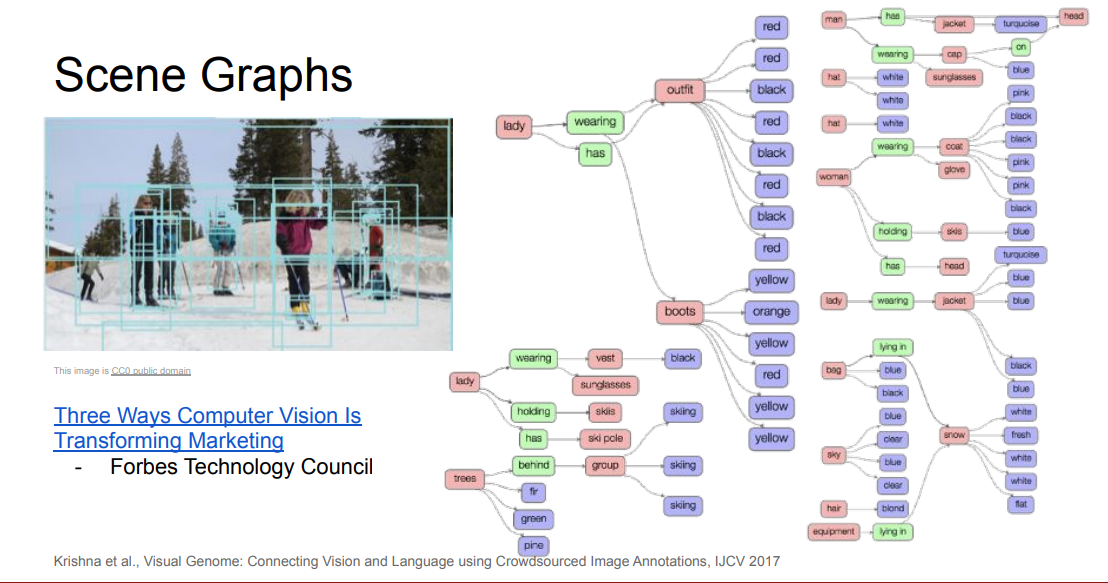 Scene Graphs
This image is CC0 public domain
Three Ways Computer Vision Is
Transforming Marketing
- Forbes Technology Council
lady
wearing
has
outfit
red
red
black
red
black
red
black
red
boots
yellow
orange
yellow
red
yellow
yellow
lady
wearing
vest
black
sunglasses
holding
skiis
has
ski pole
trees
behind
group
skiing
skiing
skiing
fir
green
pine
man
has
jacket
turquoise
head
wearing
cap
on
blue
sunglasses
hat
white
white
hat
white
woman
wearing
coat
pink
black
black
pink
pink
black
glove
holding
skis
blue
has
head
lady
wearing
jacket
turquoise
blue
blue
black
blue
bag
lying in
blue
black
sky
blue
clear
blue
clear
snow
white
fresh
white
white
flat
hair
blond
equipment
lying in
Krishna et al., Visual Genome: Connecting Vision and Language using Crowdsourced Image Annotations, IJCV 2017